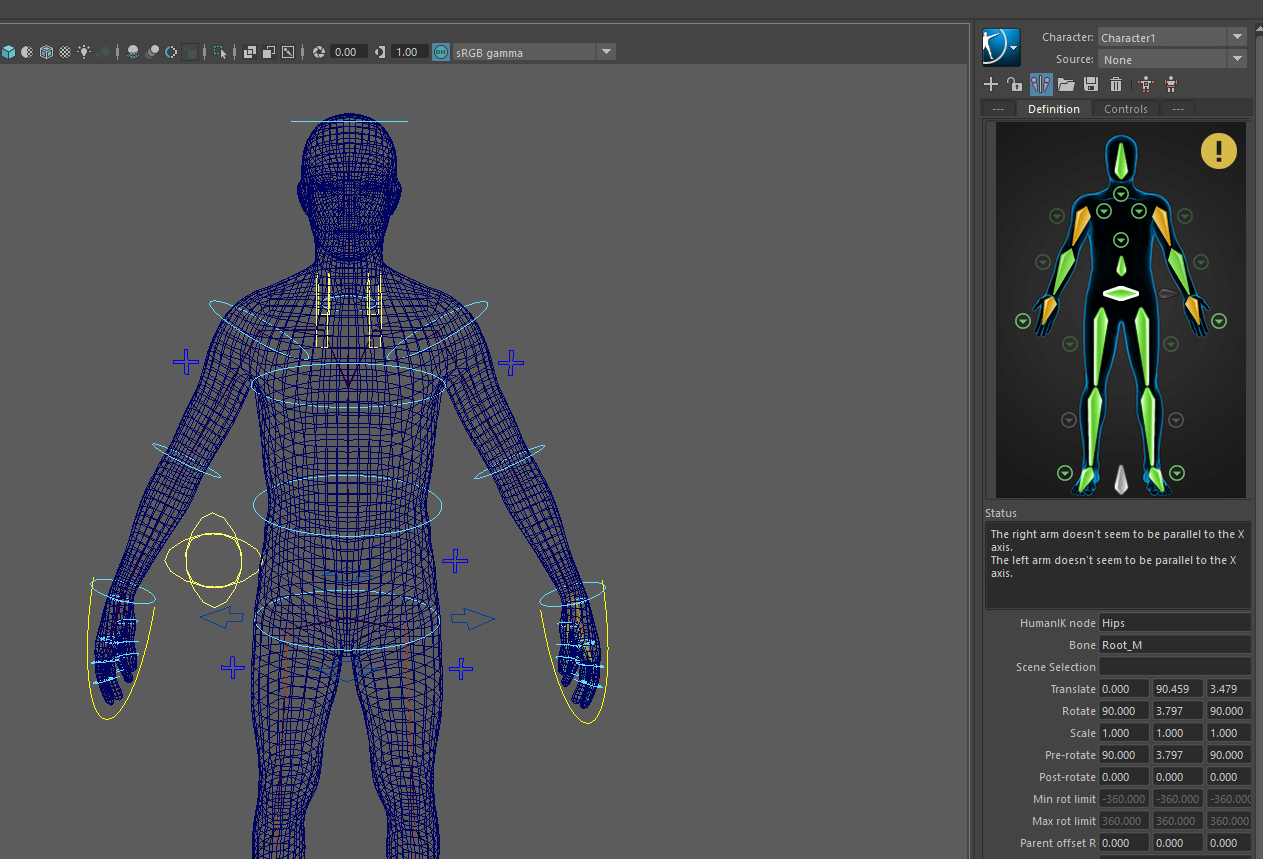 0.00
1.00
ON
sRGB gamma
Character:
Character1
Source:
None
---
Definition
Controls
---
!
Status
The right arm doesn't seem to be parallel to the X
axis.
The left arm doesn't seem to be parallel to the X
axis.
HumanIK node
Hips
Bone
Root_M
Scene Selection
Translate
0.000
90.459
3.479
Rotate
90.000
3.797
90.000
Scale
1.000
1.000
1.000
Pre-rotate
90.000
3.797
90.000
Post-rotate
0.000
0.000
0.000
Min rot limit
-360.000
-360.000
-360.000
Max rot limit
360.000
360.000
360.000
Parent offset R
0.000
0.000
0.000